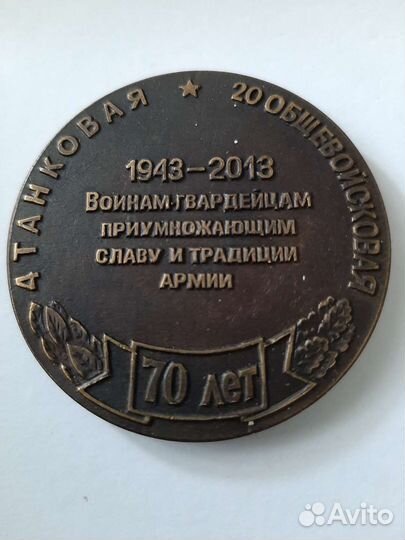 4 ТАНКОВАЯ ★ 20 ОБЩЕВОЙСКОВАЯ
1943-2013
ВОИНАМ-ГВАРДЕЙЦАМ
ПРИУМНОЖАЮЩИМ
СЛАВУ И ТРАДИЦИИ
АРМИИ
70 лет
Avito